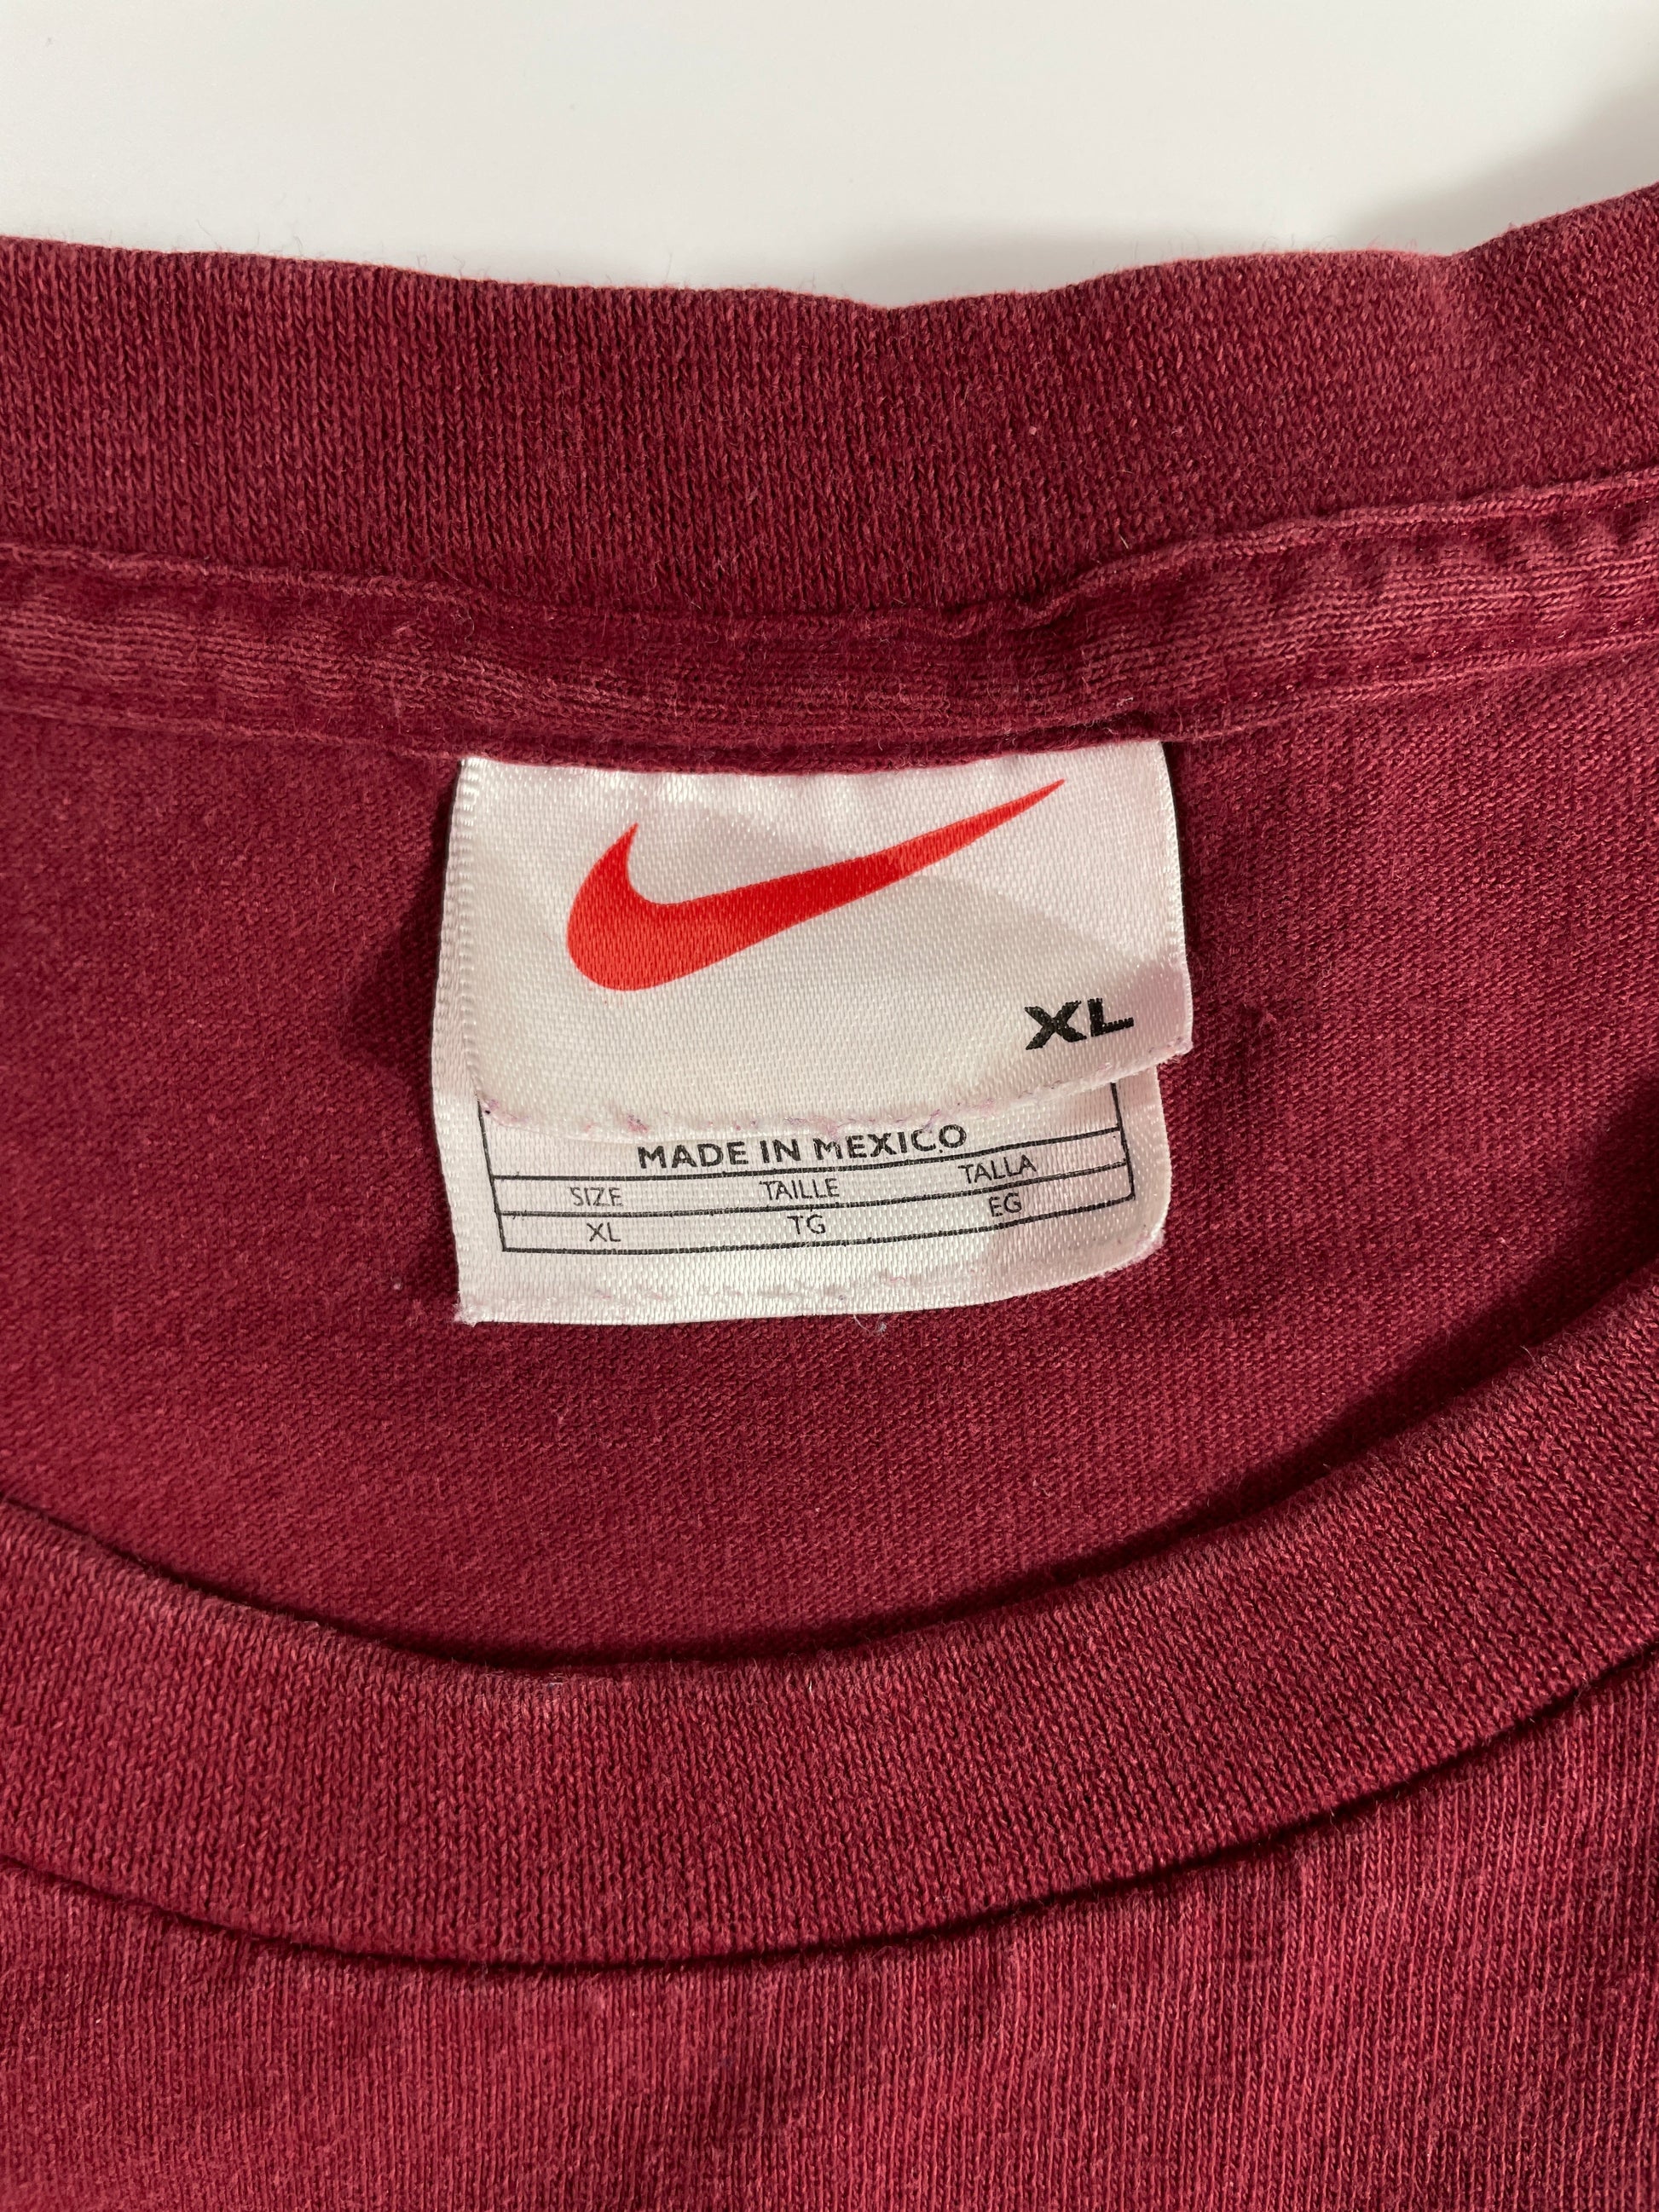 XL
MADE IN MEXICO
SIZE TAILLE TALLA
XL TG EG